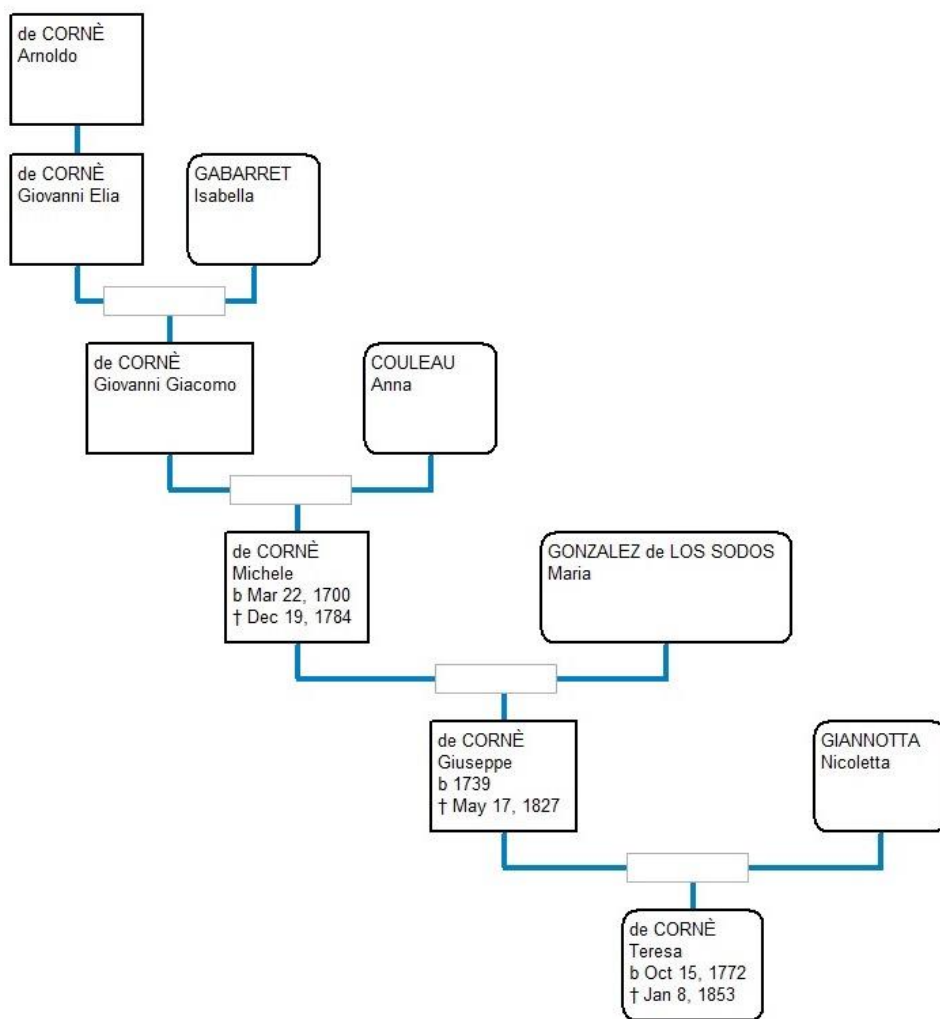 de CORNÈ
Arnoldo
de CORNÈ
Giovanni Elia
GABARRET
Isabella
de CORNÈ
Giovanni Giacomo
COULEAU
Anna
de CORNÈ
Michele
b Mar 22, 1700
† Dec 19, 1784
GONZALEZ de LOS SODOS
Maria
de CORNÈ
Giuseppe
b 1739
† May 17, 1827
GIANNOTTA
Nicoletta
de CORNÈ
Teresa
b Oct 15, 1772
† Jan 8, 1853